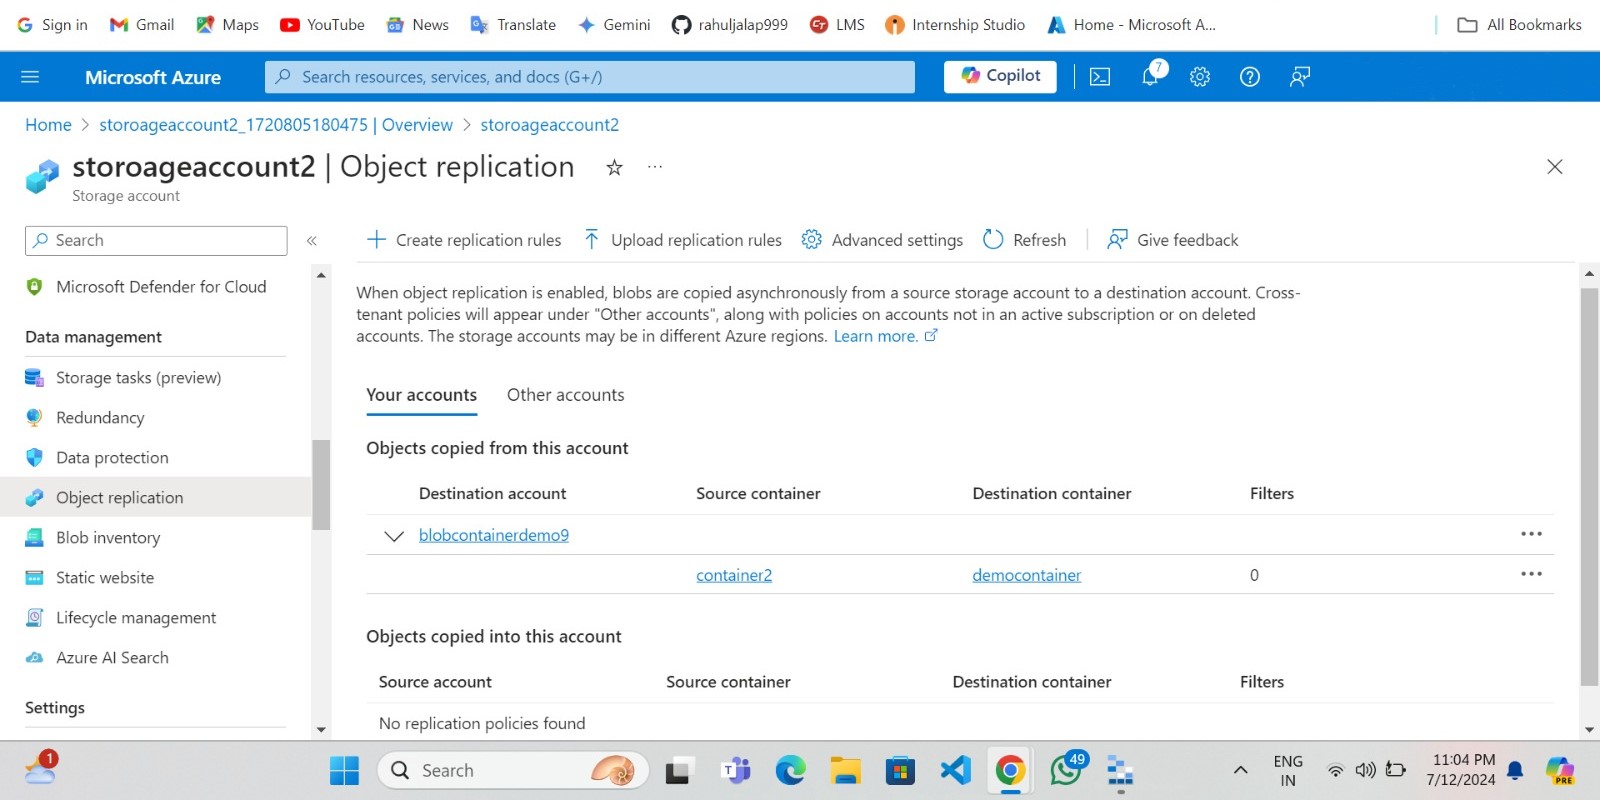 Sign in Gmail Maps YouTube News Translate Gemini rahuljalap999 LMS Internship Studio Home - Microsoft A... All Bookmarks
Microsoft Azure Search resources, services, and docs (G+/) Copilot 7
Home > storoageaccount2_1720805180475 | Overview > storoageaccount2
storoageaccount2 | Object replication
Storage account
Search
Create replication rules Upload replication rules Advanced settings Refresh Give feedback
Microsoft Defender for Cloud
Data management
Storage tasks (preview)
Redundancy
Data protection
Object replication
Blob inventory
Static website
Lifecycle management
Azure AI Search
Settings
When object replication is enabled, blobs are copied asynchronously from a source storage account to a destination account. Cross-
tenant policies will appear under "Other accounts", along with policies on accounts not in an active subscription or on deleted
accounts. The storage accounts may be in different Azure regions. Learn more.
Your accounts Other accounts
Objects copied from this account
Destination account Source container Destination container Filters
blobcontainerdemo9
container2 democontainer 0
Objects copied into this account
Source account Source container Destination container Filters
No replication policies found
1 Search T 49 ENG 11:04 PM PRE
IN 7/12/2024